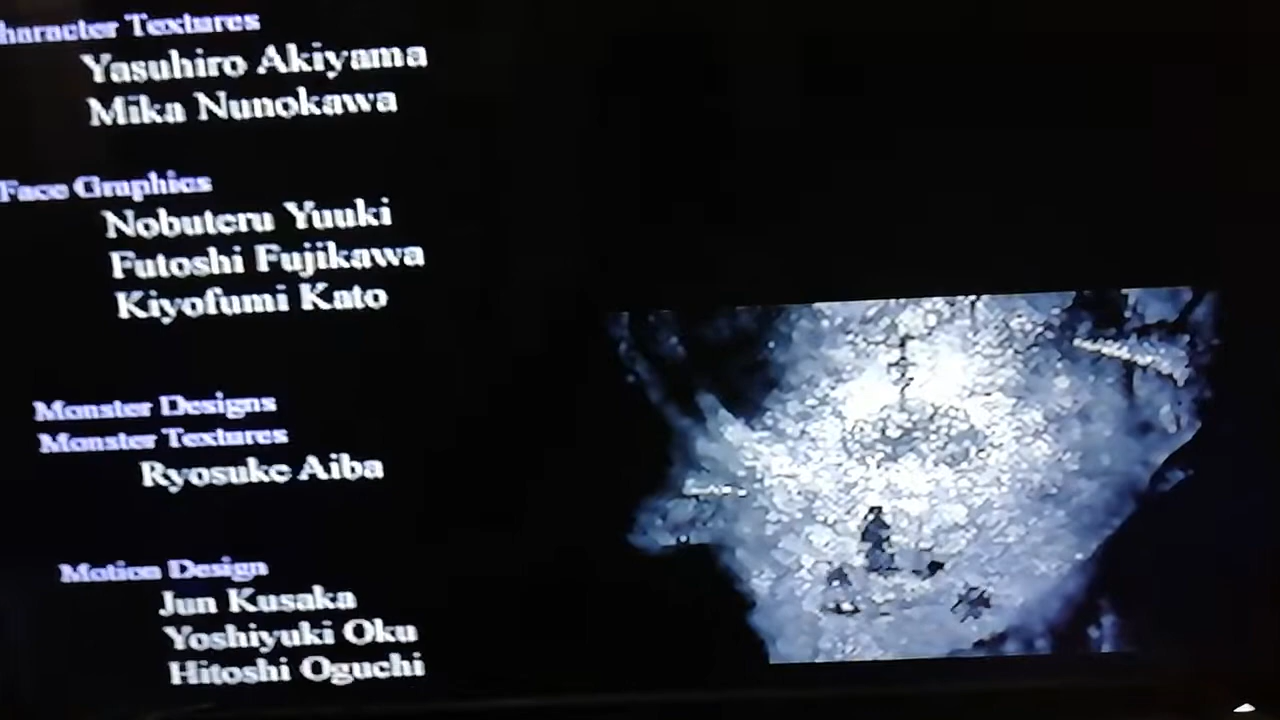 haracter Textures
Yasuhiro Akiyama
Mika Nunokawa
Face Graphics
Nobuteru Yuuki
Futoshi Fujikawa
Kiyofumi Kato
Monster Designs
Monster Textures
Ryosuke Aiba
Motion Design
Jun Kusaka
Yoshiyuki Oku
Hitoshi Oguchi